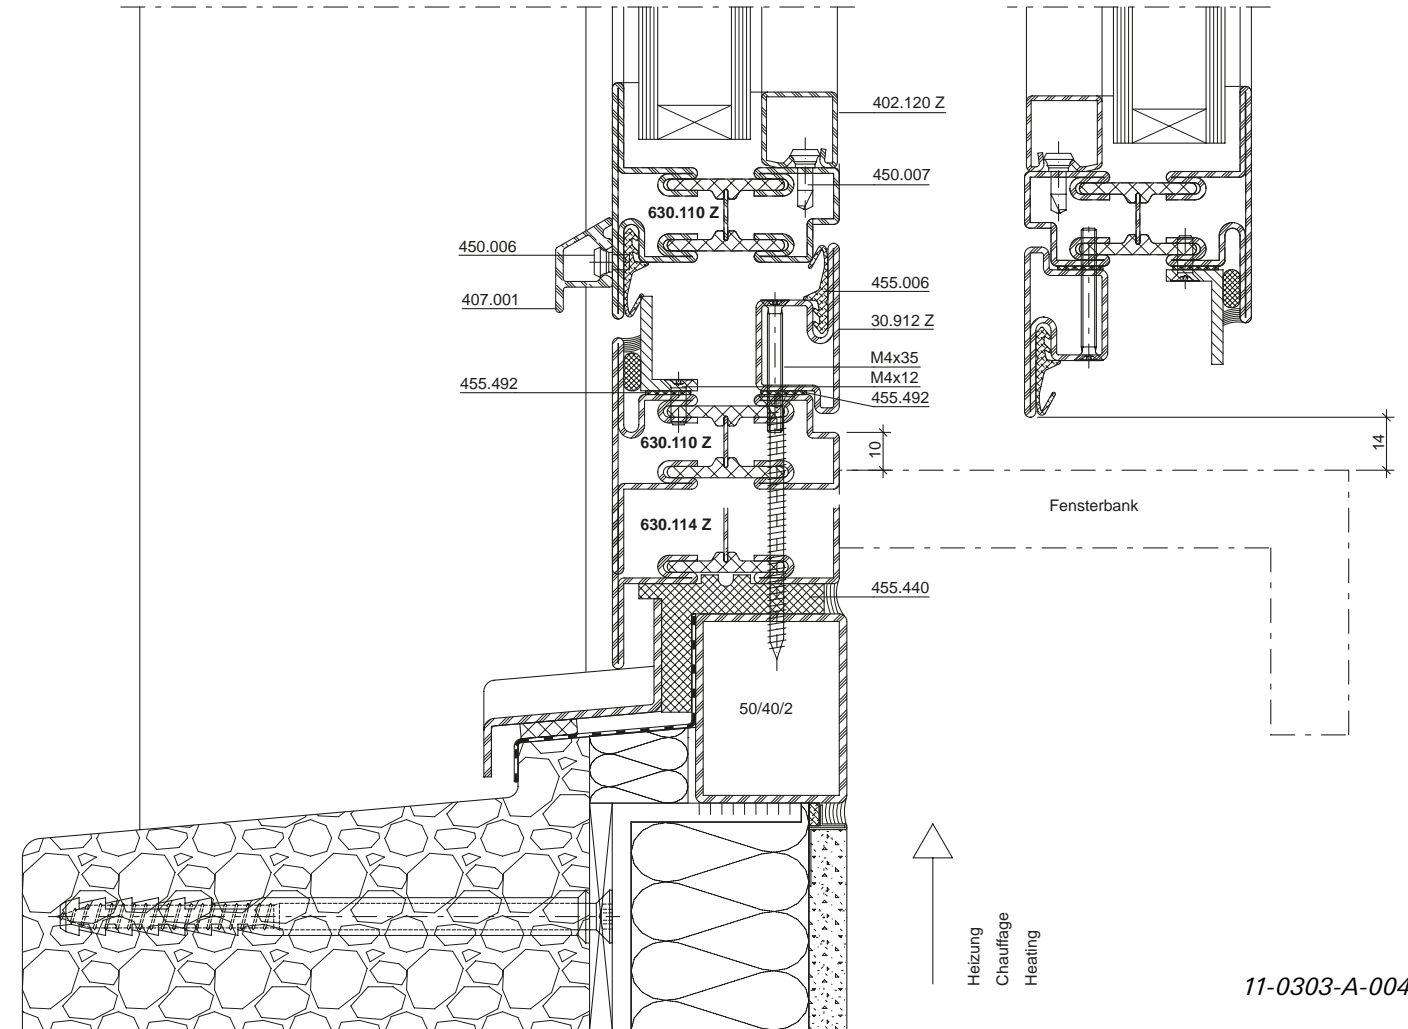 402.120 Z
450.007
630.110 Z
450.006
455.006
407.001
30.912 Z
M4x35
M4x12
455.492
455.492
630.110 Z
10
14
Fensterbank
630.114 Z
455.440
50/40/2
Heizung
Chauffage
Heating
11-0303-A-004